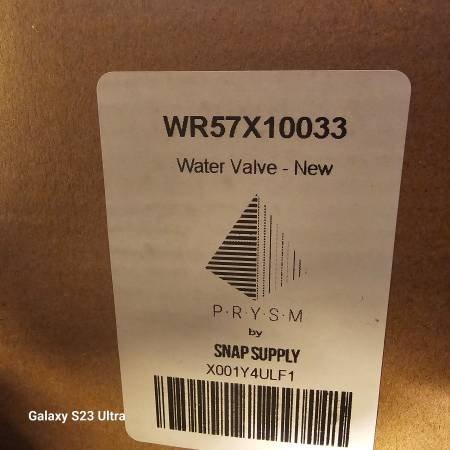 WR57X10033
Water Valve - New
P·R·Y·S·M
by
SNAP SUPPLY
X001Y4ULF1
Galaxy S23 Ultra